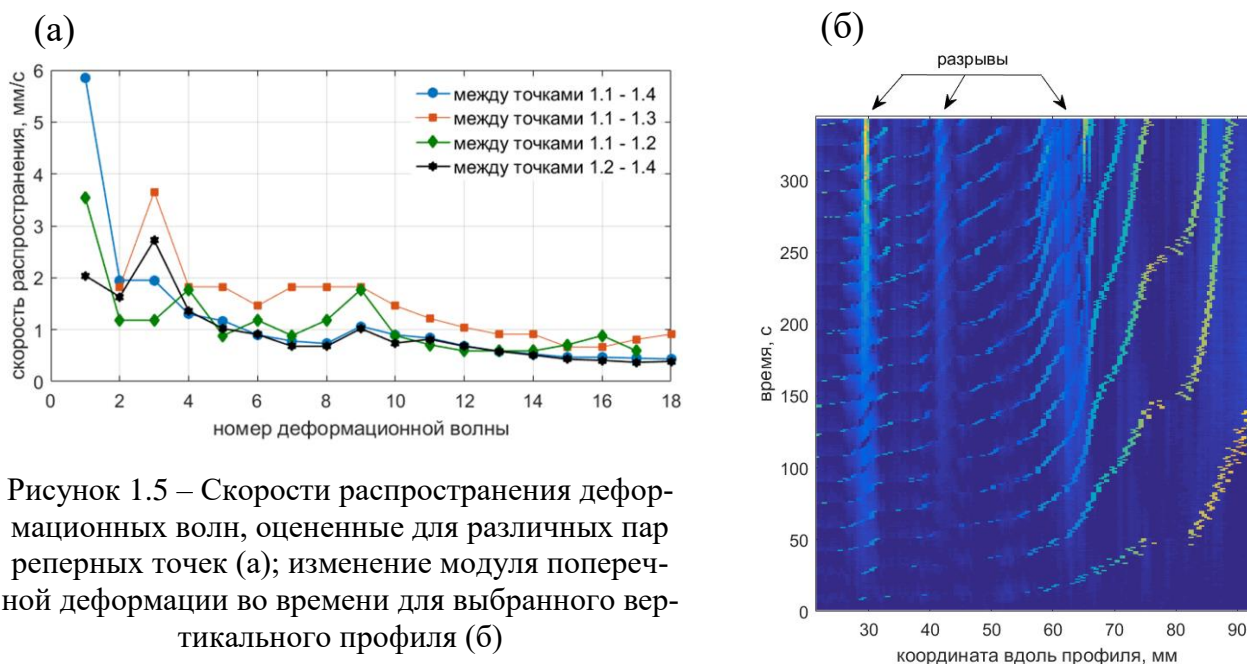 (а)
6
5
4
3
2
1
0
скорость распространения, мм/с
между точками 1.1 - 1.4
между точками 1.1 - 1.3
между точками 1.1 - 1.2
между точками 1.2 - 1.4
0 2 4 6 8 10 12 14 16 18
номер деформационной волны
Рисунок 1.5 – Скорости распространения дефор-
мационных волн, оцененные для различных пар
реперных точек (а); изменение модуля попереч-
ной деформации во времени для выбранного вер-
тикального профиля (б)
(б)
разрывы
300
250
200
150
100
50
0
время, с
30 40 50 60 70 80 90
координата вдоль профиля, мм